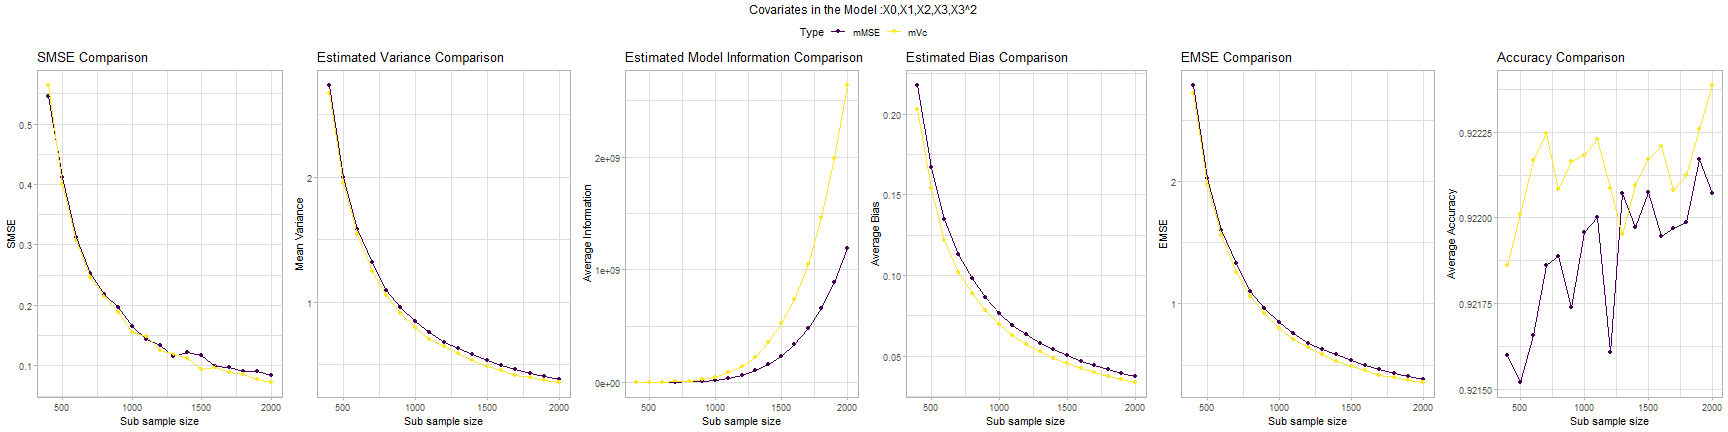 Covariates in the Model :X0,X1,X2,X3,X3^2
Type mMSE mVc
SMSE Comparison
SMSE
0.5
0.4
0.3
0.2
0.1
500 1000 1500 2000
Sub sample size
Estimated Variance Comparison
Mean Variance
2
1
500 1000 1500 2000
Sub sample size
Estimated Model Information Comparison
Average Information
2e+09
1e+09
0e+00
500 1000 1500 2000
Sub sample size
Estimated Bias Comparison
Average Bias
0.20
0.15
0.10
0.05
500 1000 1500 2000
Sub sample size
EMSE Comparison
EMSE
2
1
500 1000 1500 2000
Sub sample size
Accuracy Comparison
Average Accuracy
0.92225
0.92200
0.92175
0.92150
500 1000 1500 2000
Sub sample size